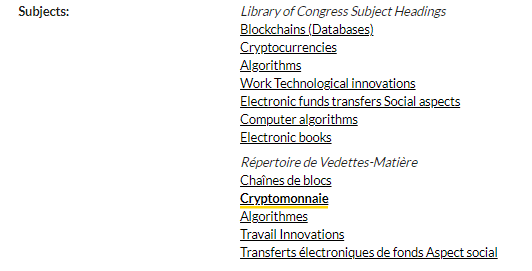 Subjects:
Library of Congress Subject Headings
Blockchains (Databases)
Cryptocurrencies
Algorithms
Work Technological innovations
Electronic funds transfers Social aspects
Computer algorithms
Electronic books
Répertoire de Vedettes-Matière
Chaînes de blocs
Cryptomonnaie
Algorithmes
Travail Innovations
Transferts électroniques de fonds Aspect social